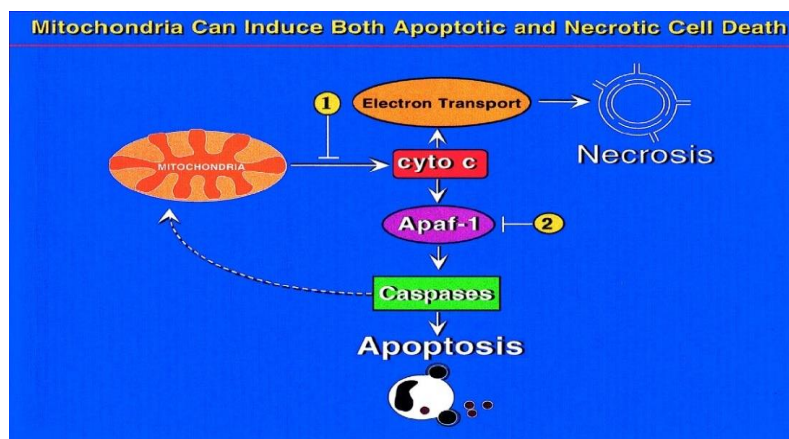 Mitochondria Can Induce Both Apoptotic and Necrotic Cell Death
1
Electron Transport
Necrosis
MITOCHONDRIA
cyto c
Apaf-1
2
Caspases
Apoptosis